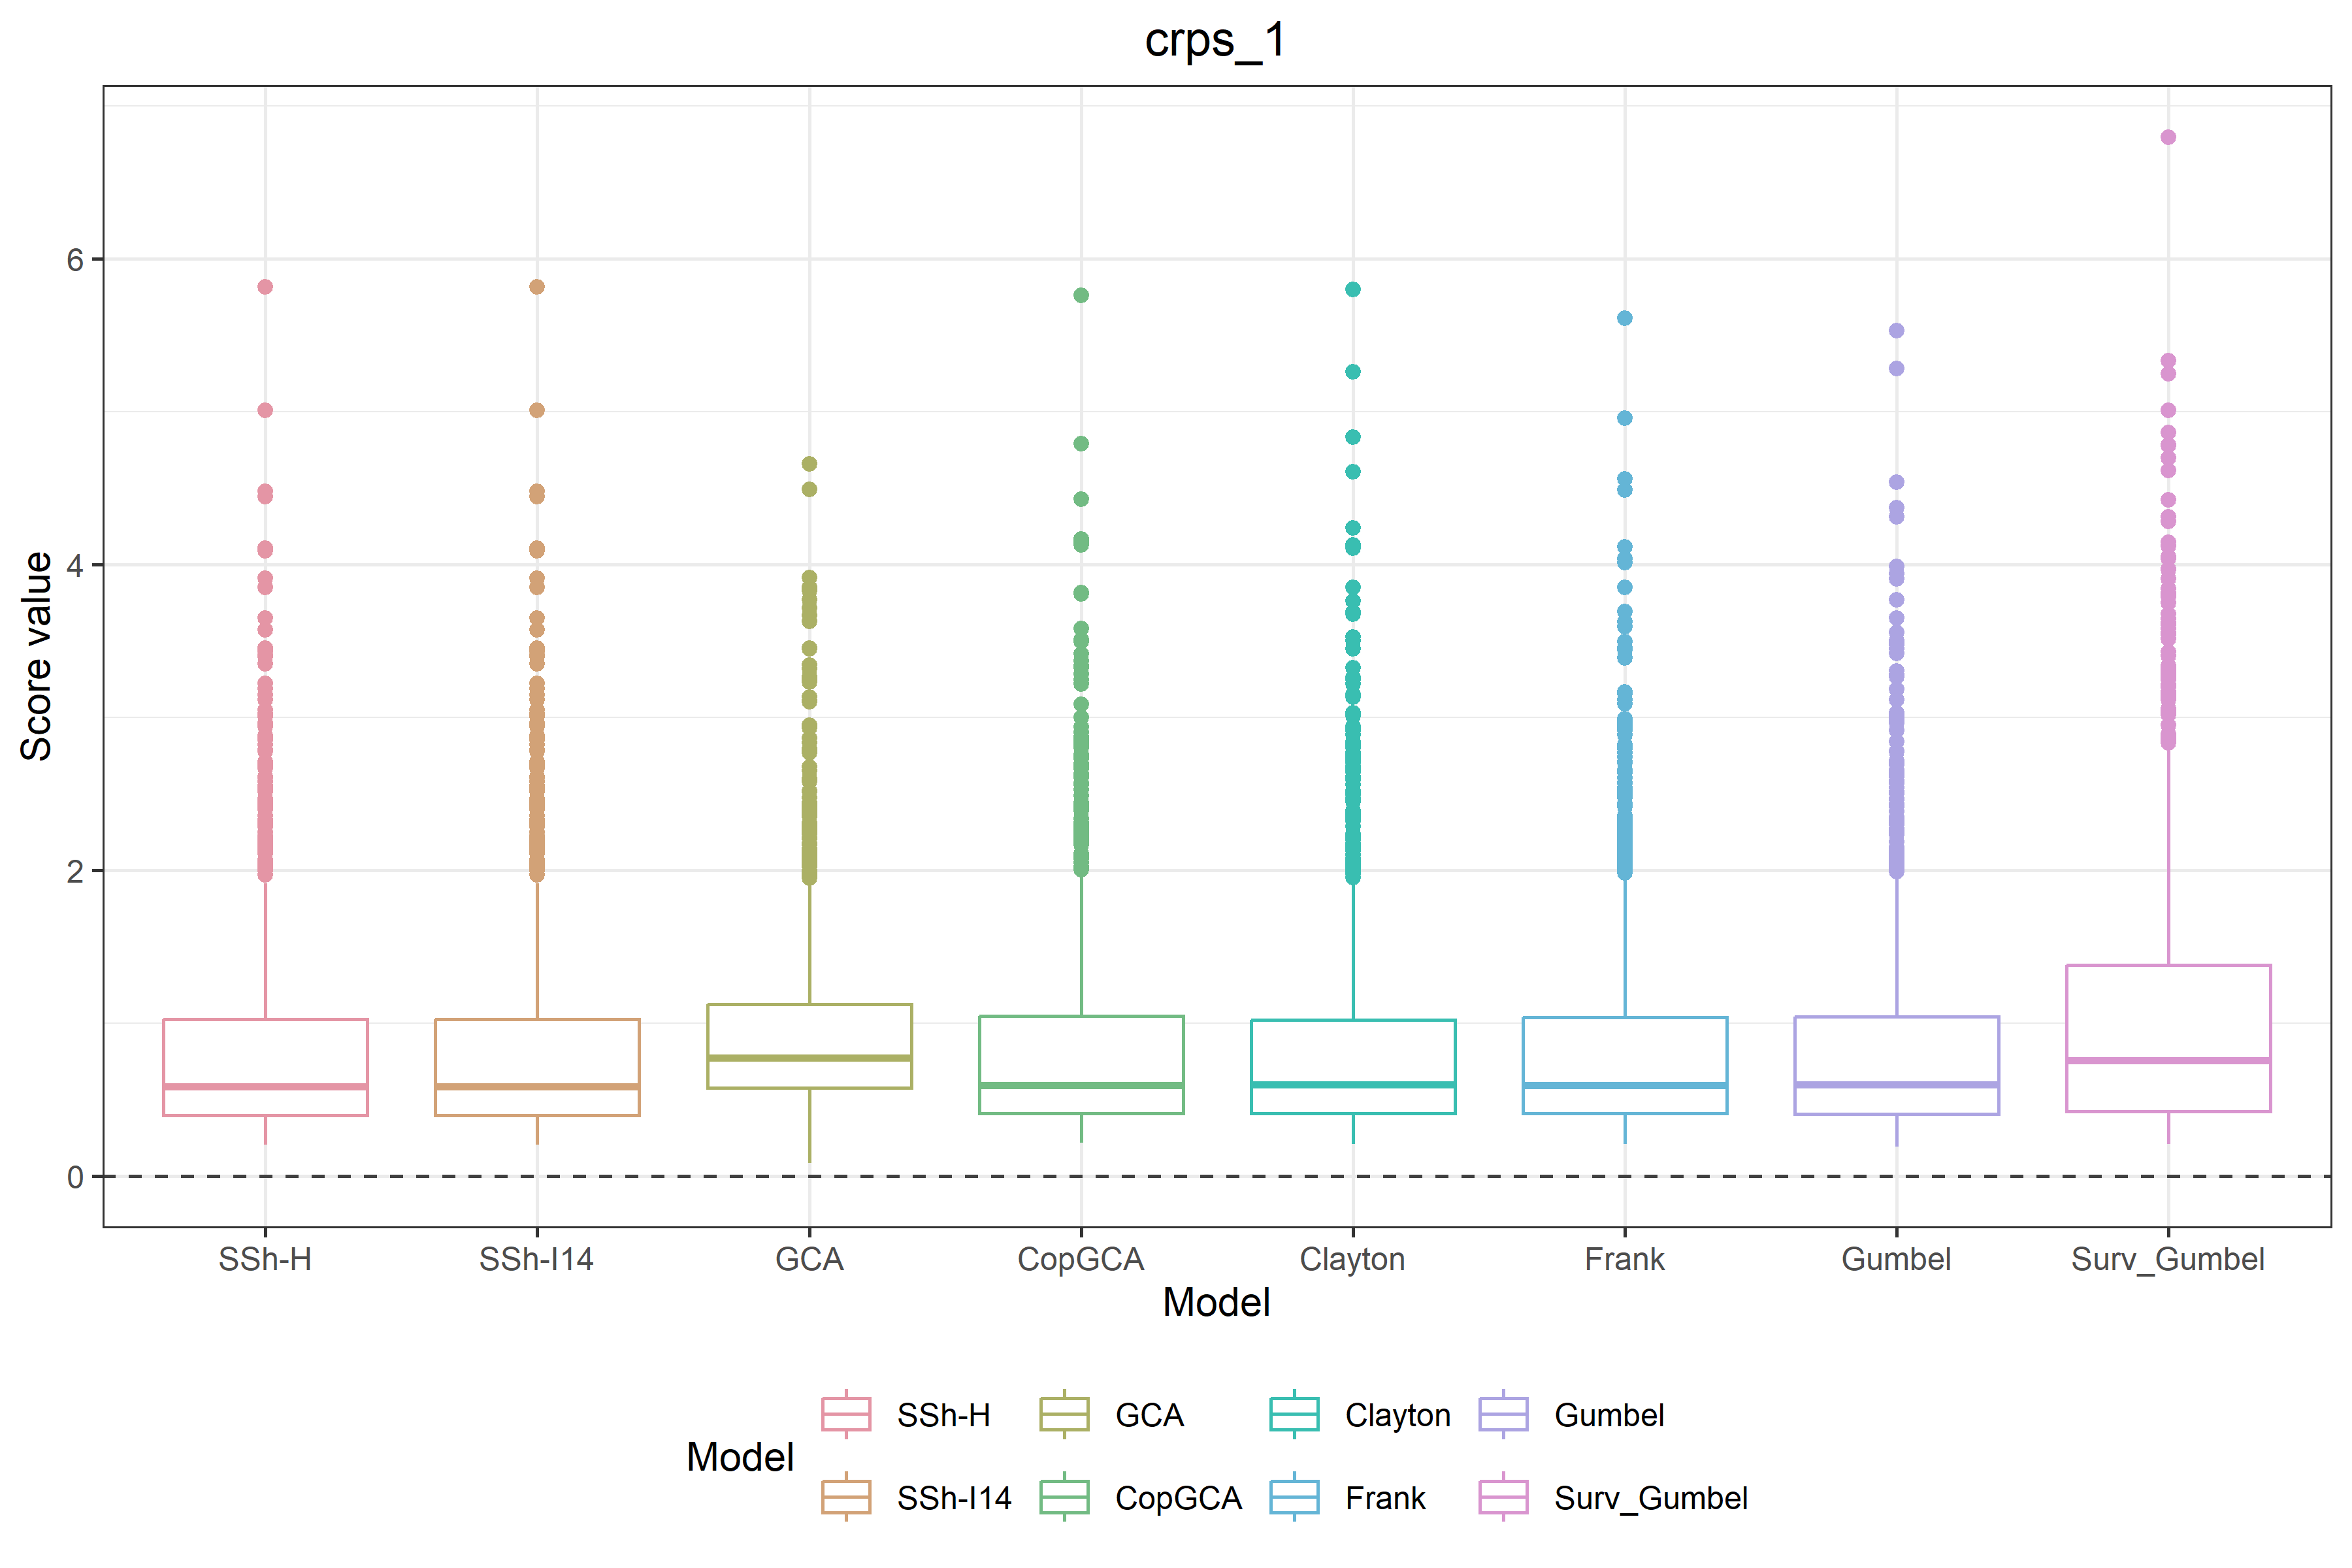 crps_1
Score value
6
4
2
0
SSh-H SSh-I14 GCA CopGCA Clayton Frank Gumbel Surv_Gumbel
Model
Model
SSh-H GCA Clayton Gumbel
SSh-I14 CopGCA Frank Surv_Gumbel